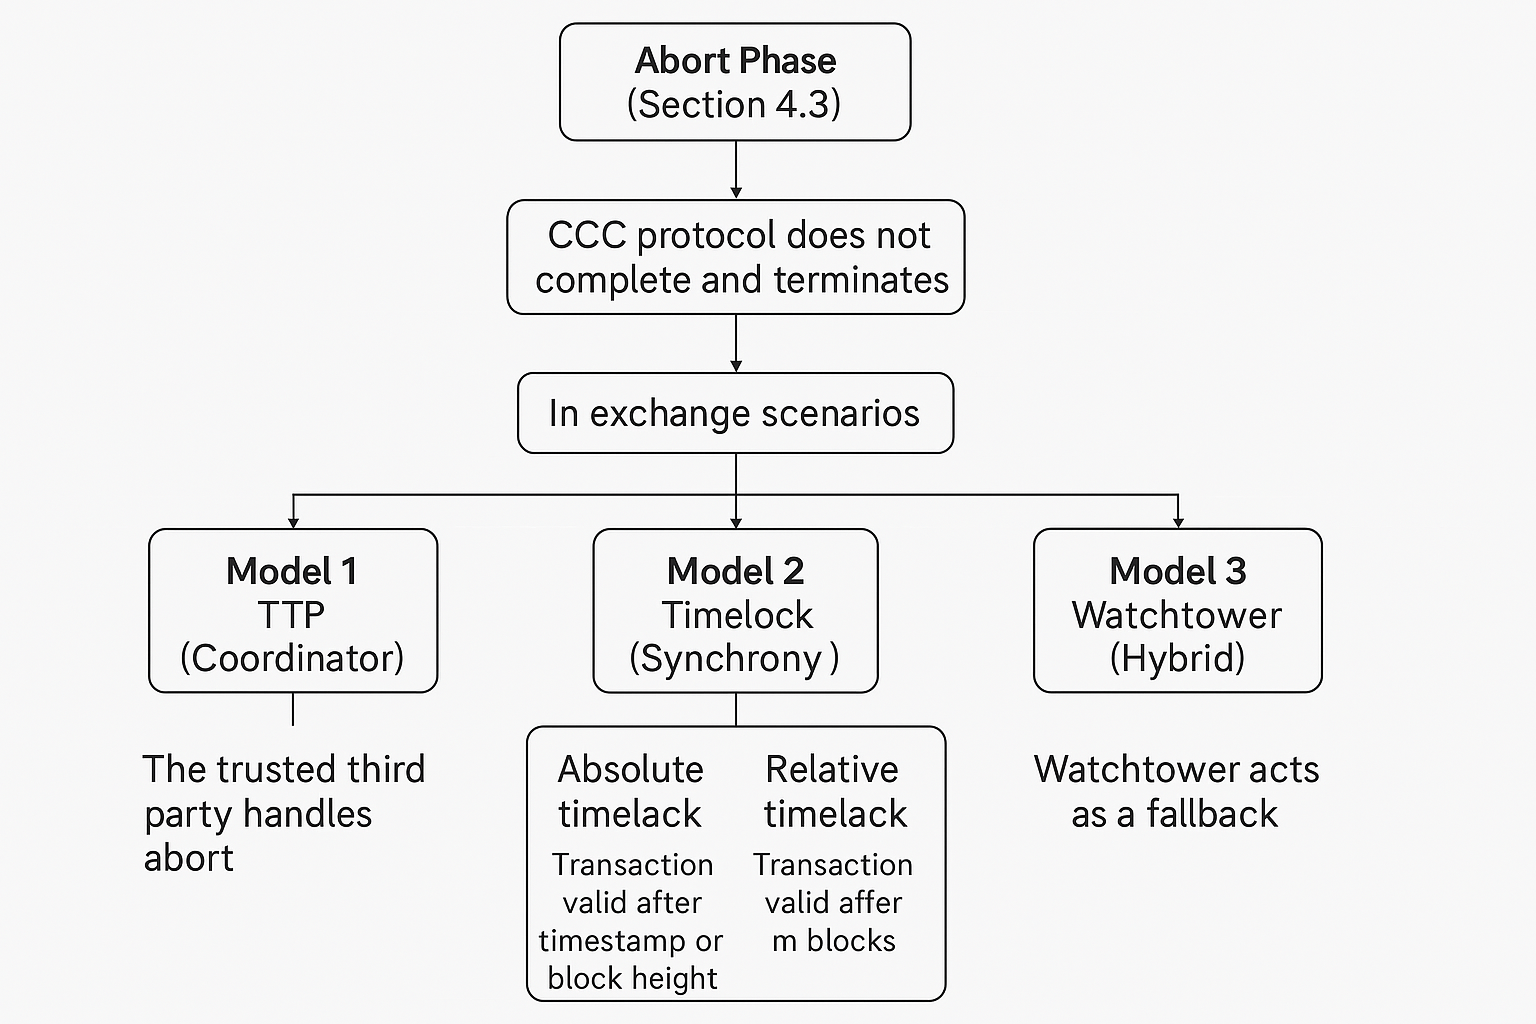 Abort Phase
(Section 4.3)
CCC protocol does not
complete and terminates
In exchange scenarios
Model 1
TTP
(Coordinator)
Model 2
Timelock
(Synchrony )
Model 3
Watchtower
(Hybrid)
The trusted third
party handles
abort
Absolute
timelack
Transaction
valid after
timestamp or
block height
Relative
timelack
Transaction
valid affer
m blocks
Watchtower acts
as a fallback